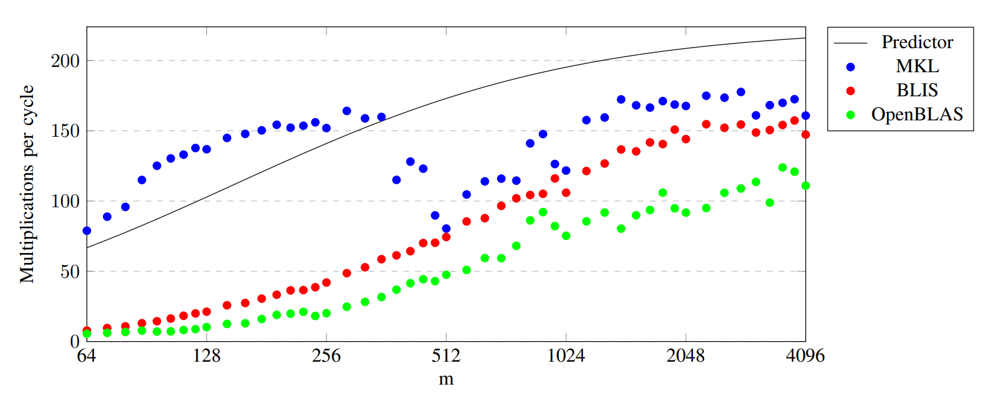 Multiplications per cycle
200
150
100
50
0
64 128 256 512 1024 2048 4096
m
Predictor
MKL
BLIS
OpenBLAS